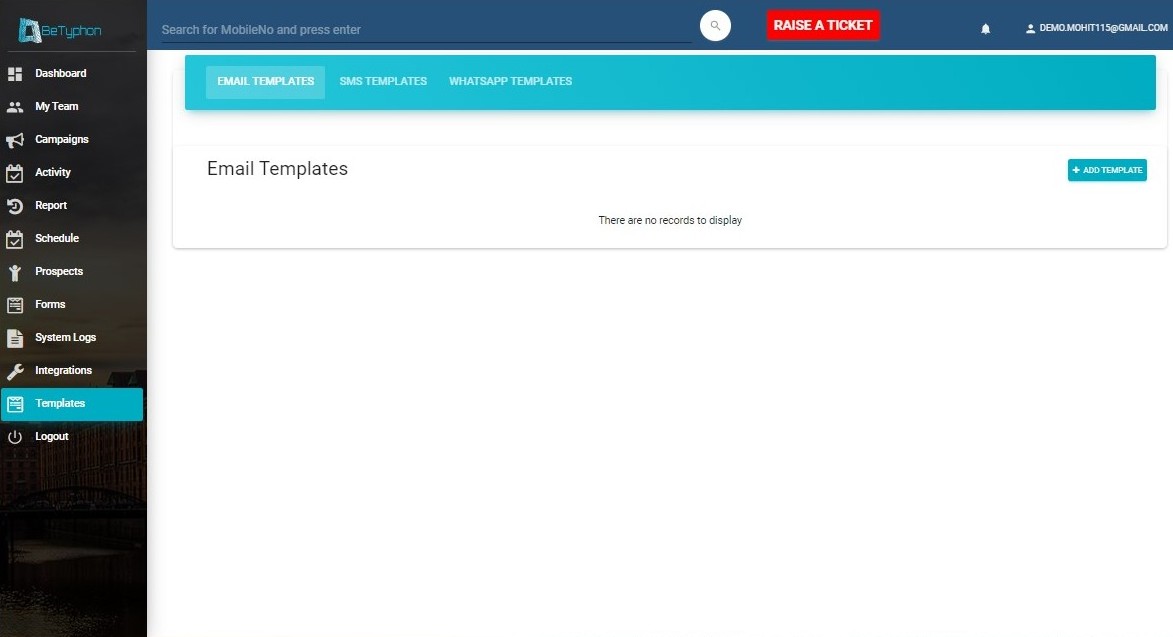 BeTyphon
Search for MobileNo and press enter
RAISE A TICKET
DEMO.MOHIT115@GMAIL.COM
Dashboard
My Team
Campaigns
Activity
Report
Schedule
Prospects
Forms
System Logs
Integrations
Templates
Logout
EMAIL TEMPLATES SMS TEMPLATES WHATSAPP TEMPLATES
Email Templates
+ ADD TEMPLATE
There are no records to display